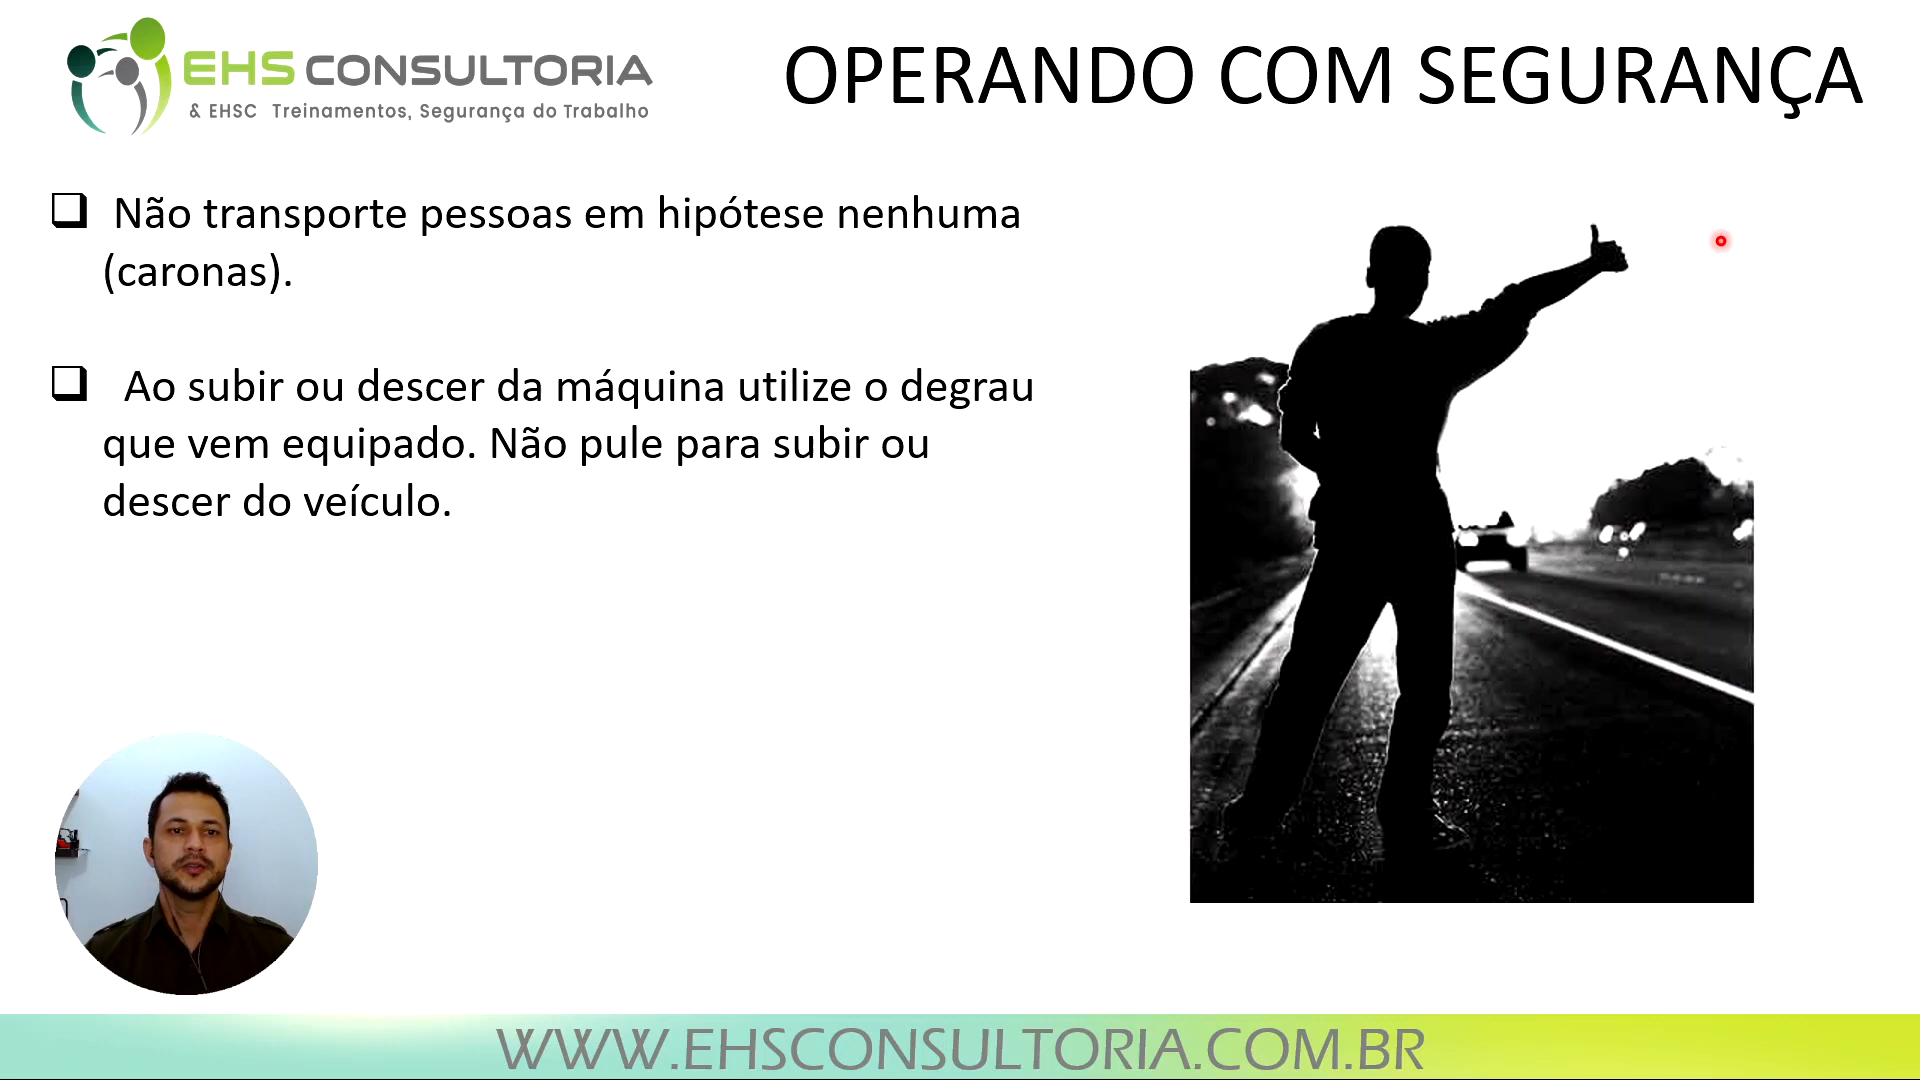 EHS CONSULTORIA
& EHSC Treinamentos, Segurança do Trabalho
OPERANDO COM SEGURANÇA
Não transporte pessoas em hipótese nenhuma
(caronas).
Ao subir ou descer da máquina utilize o degrau
que vem equipado. Não pule para subir ou
descer do veículo.
WWW.EHSCONSULTORIA.COM.BR